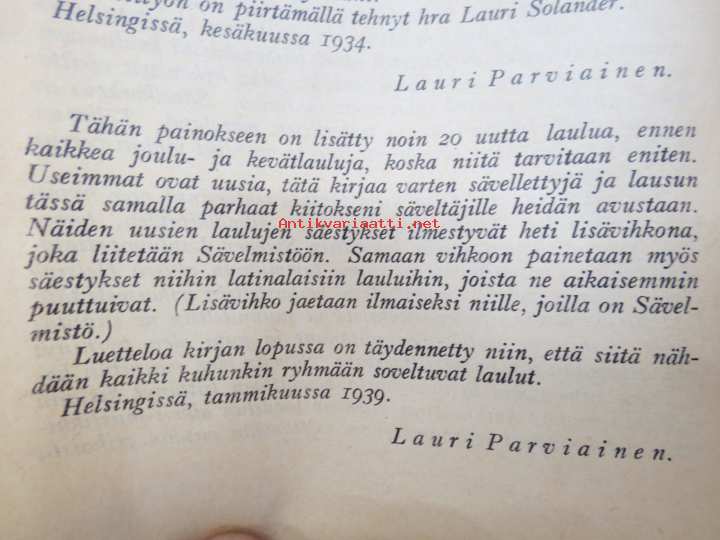 on piirtämällä tehnyt hra Lauri Solander.
Helsingissä, kesäkuussa 1934.
Lauri Parviainen.
Tähän painokseen on lisätty noin 20 uutta laulua, ennen
kaikkea joulu- ja kevätlauluja, koska niitä tarvitaan eniten.
Useimmat ovat uusia, tätä kirjaa varten sävellettyjä ja lausun
tässä samalla parhaat kiitokseni säveltäjille heidän avustaan.
Antikvariaatti.net
Näiden uusien laulujen säestykset ilmestyvät heti lisävihkona,
joka liitetään Sävelmistöön. Samaan vihkoon painetaan myös
säestykset niihin latinalaisiin lauluihin, joista ne aikaisemmin
puuttuivat. (Lisävihko jaetaan ilmaiseksi niille, joilla on Sävel-
mistö.)
Luetteloa kirjan lopussa on täydennetty niin, että siitä näh-
dään kaikki kuhunkin ryhmään soveltuvat laulut.
Helsingissä, tammikuussa 1939.
Lauri Parviainen.